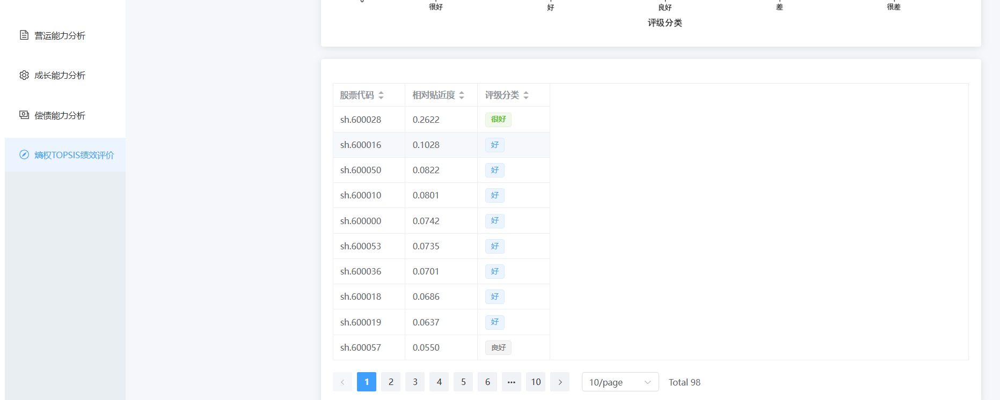 营运能力分析
成长能力分析
偿债能力分析
熵权TOPSIS绩效评价
很好 好 良好 差 很差
评级分类
股票代码 相对贴近度 评级分类
sh.600028 0.2622 很好
sh.600016 0.1028 好
sh.600050 0.0822 好
sh.600010 0.0801 好
sh.600000 0.0742 好
sh.600053 0.0735 好
sh.600036 0.0701 好
sh.600018 0.0686 好
sh.600019 0.0637 好
sh.600057 0.0550 良好
1 2 3 4 5 6 ••• 10 10/page Total 98